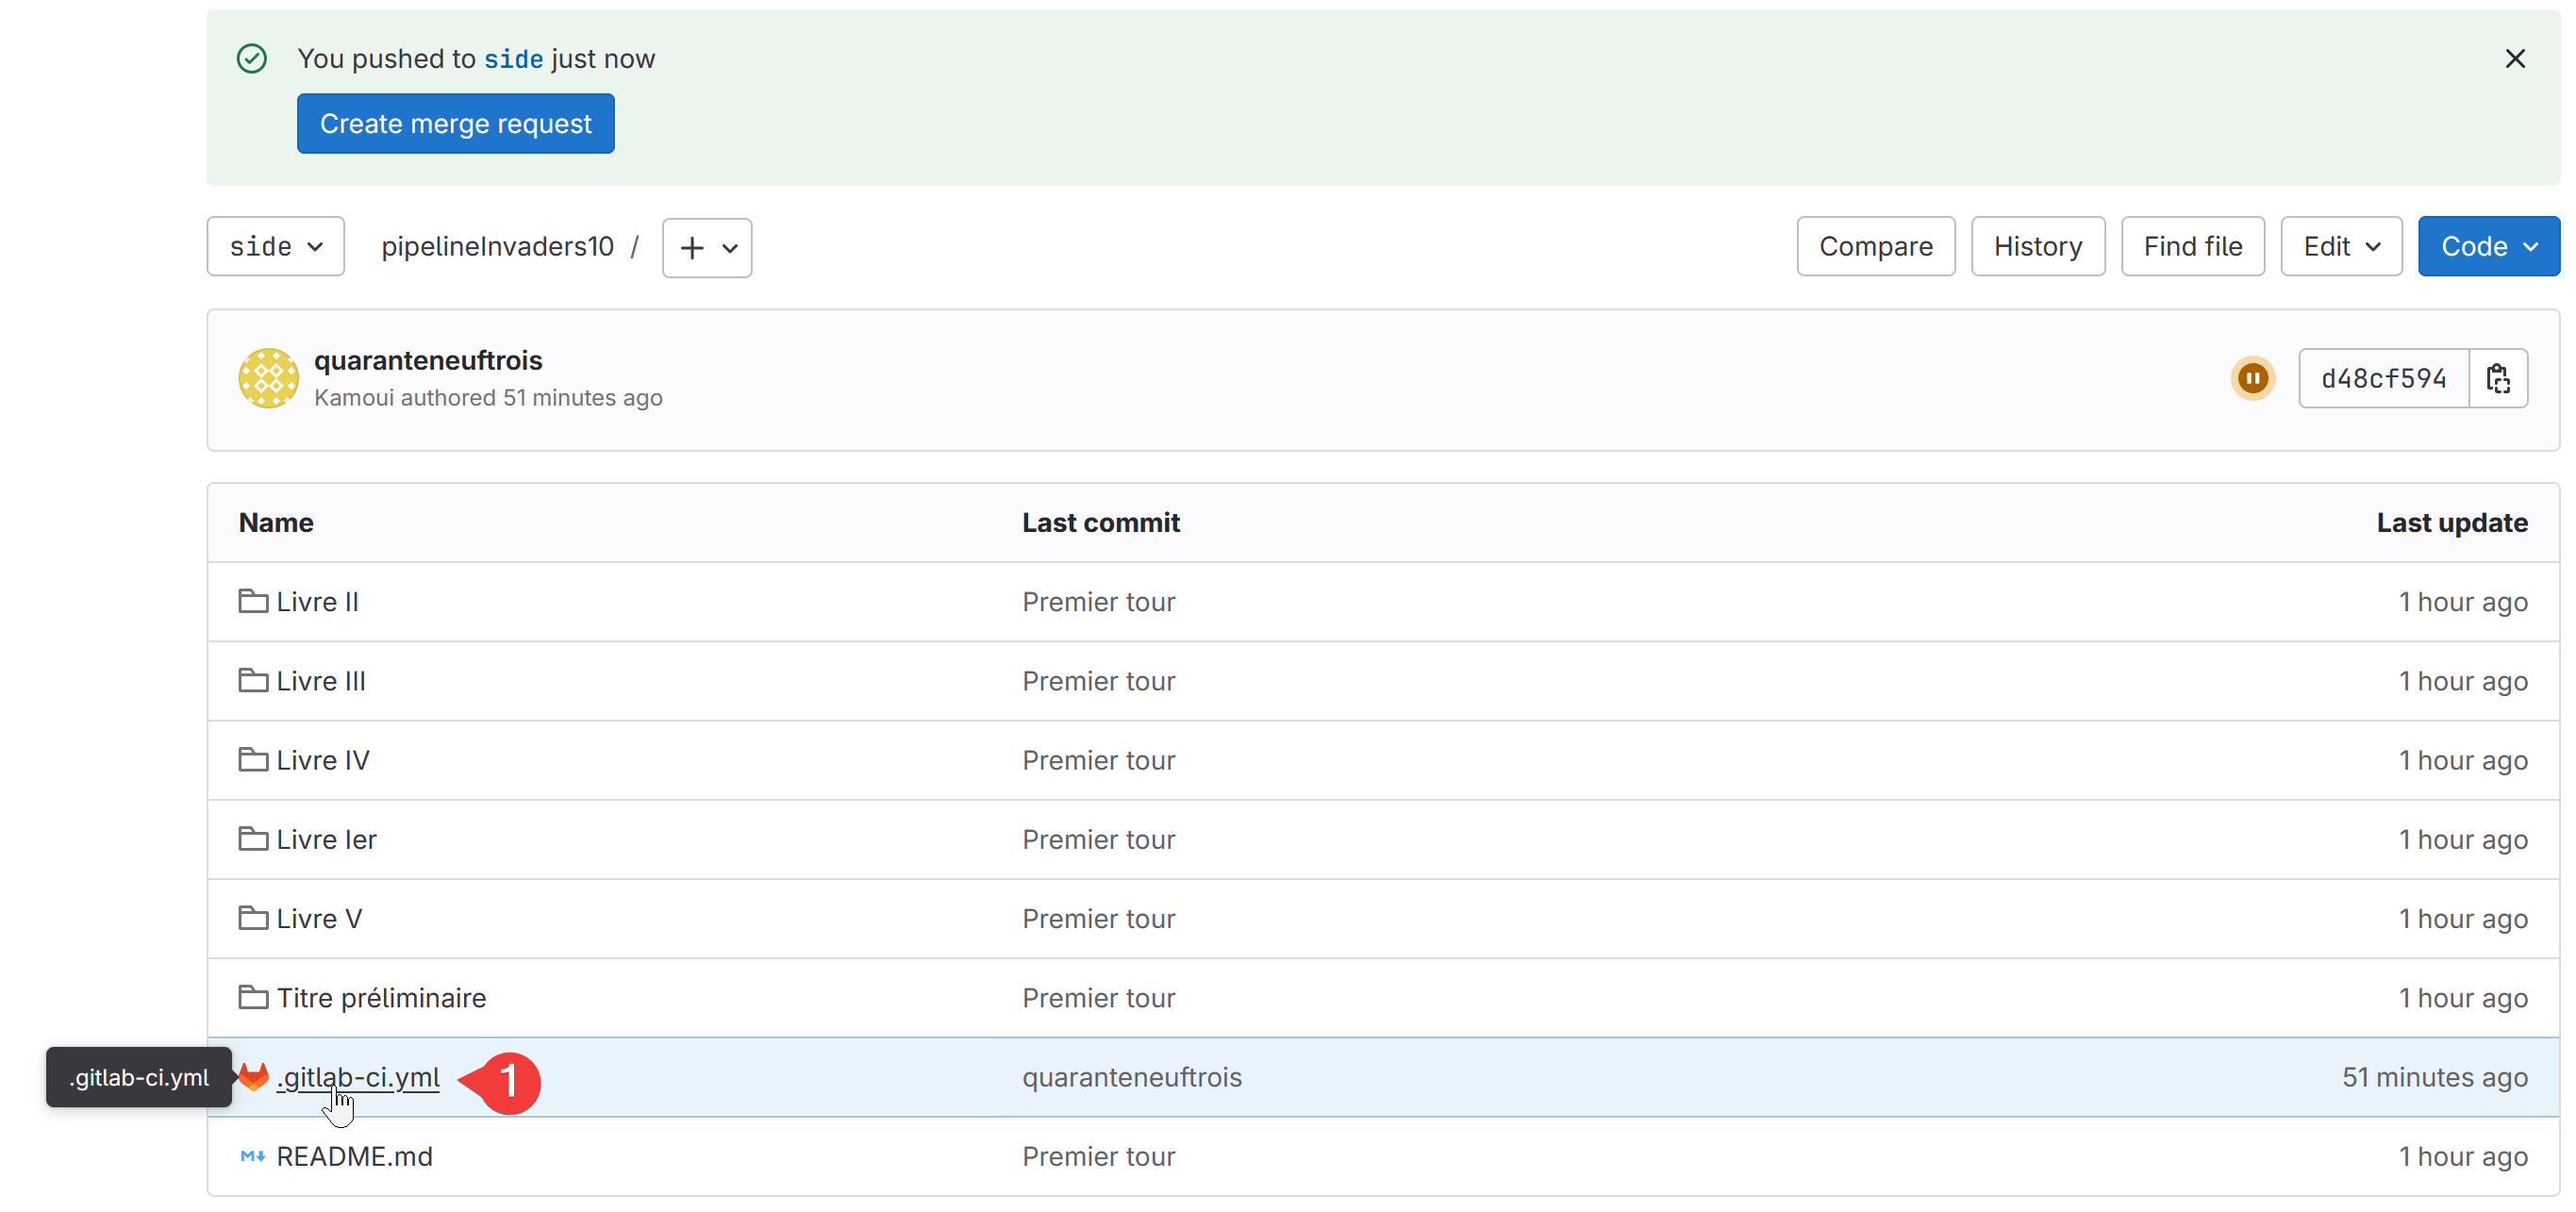 You pushed to side just now
Create merge request
side pipelineInvaders10 / Compare History Find file Edit Code
quaranteneuftrois
Kamoui authored 51 minutes ago
d48cf594
Name Last commit Last update
Livre II Premier tour 1 hour ago
Livre III Premier tour 1 hour ago
Livre IV Premier tour 1 hour ago
Livre Ier Premier tour 1 hour ago
Livre V Premier tour 1 hour ago
Titre préliminaire Premier tour 1 hour ago
.gitlab-ci.yml .gitlab-ci.yml 1 quaranteneuftrois 51 minutes ago
README.md Premier tour 1 hour ago